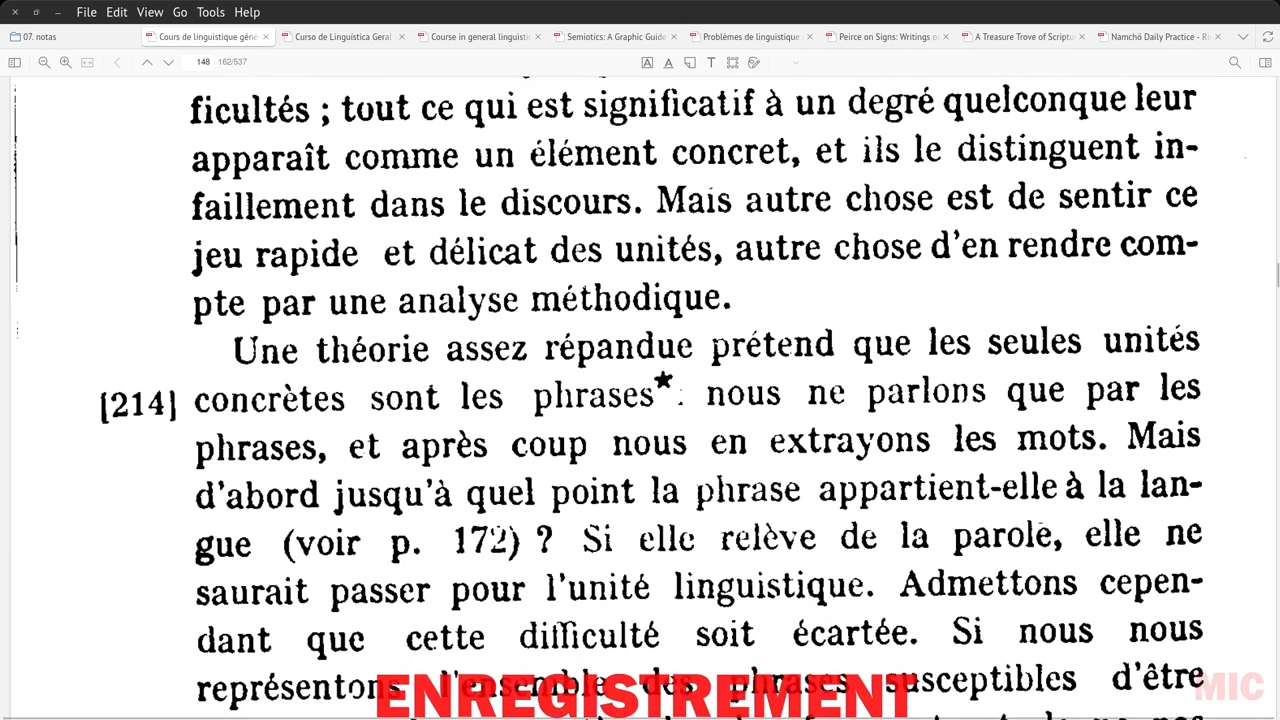 File Edit View Go Tools Help
07. notas Cours de linguistique géné Curso de Linguística Geral Course in general linguistic Semiotics: A Graphic Guide Problèmes de linguistique Peirce on Signs: Writings o A Treasure Trove of Scriptu Namchö Daily Practice - Ri
148 162/537
ficultés ; tout ce qui est significatif à un degré quelconque leur
apparaît comme un élément concret, et ils le distinguent in-
faillement dans le discours. Mais autre chose est de sentir ce
jeu rapide et délicat des unités, autre chose d'en rendre com-
pte par une analyse méthodique.
Une théorie assez répandue prétend que les seules unités
[214] concrètes sont les phrases★ : nous ne parlons que par les
phrases, et après coup nous en extrayons les mots. Mais
d'abord jusqu'à quel point la phrase appartient-elle à la lan-
gue (voir p. 172) ? Si elle relève de la parole, elle ne
saurait passer pour l'unité linguistique. Admettons cepen-
dant que cette difficulté soit écartée. Si nous nous
représentons l'ensemble des phrases susceptibles d'être
ENREGISTREMENT
MIC